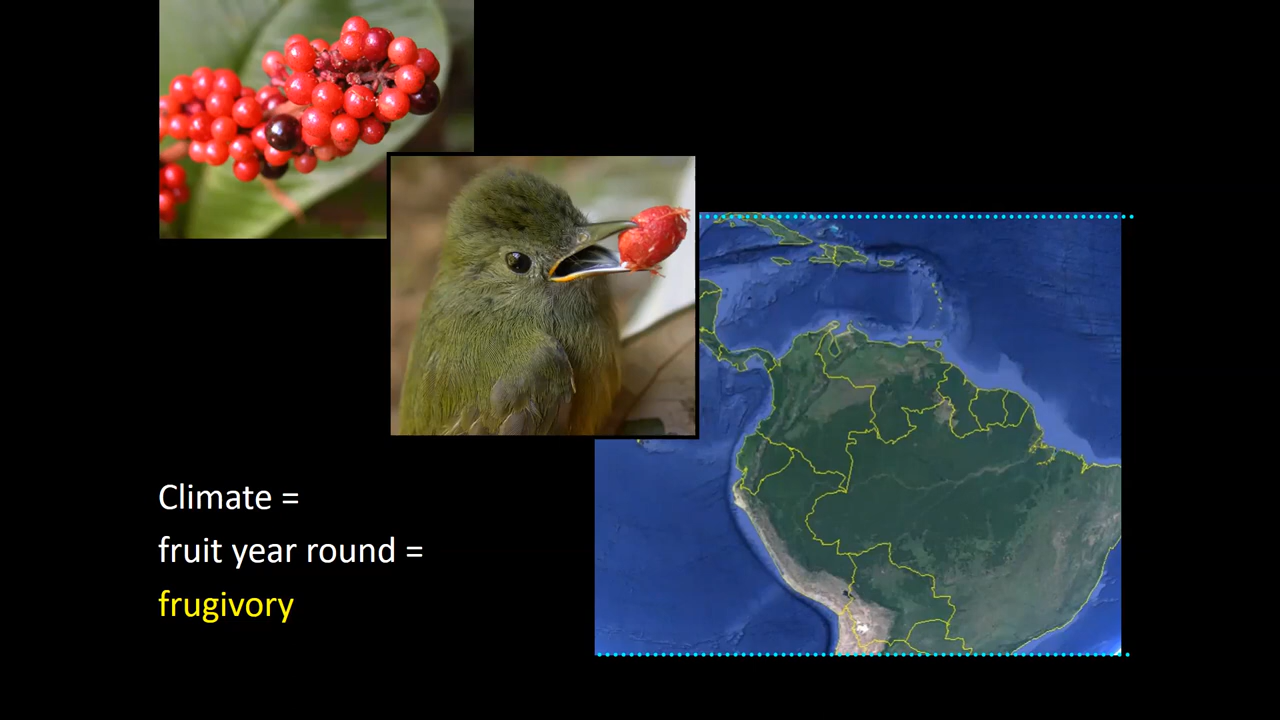 Climate =
fruit year round =
frugivory